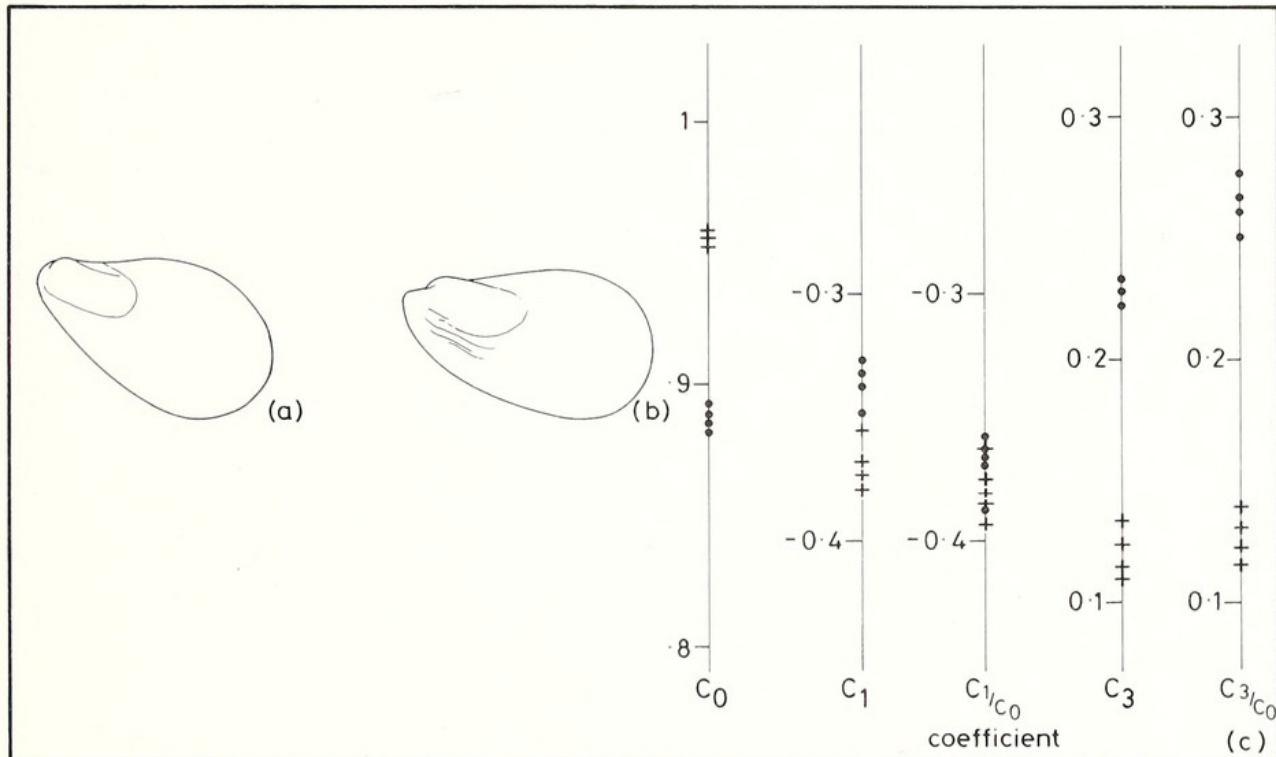 1
0·3
0·3
-0·3
-0·3
·9
0·2
0·2
(a)
(b)
-0·4
-0·4
0·1
0·1
·8
C0
C1
C1/C0
C3
C3/C0
coefficient
(c)